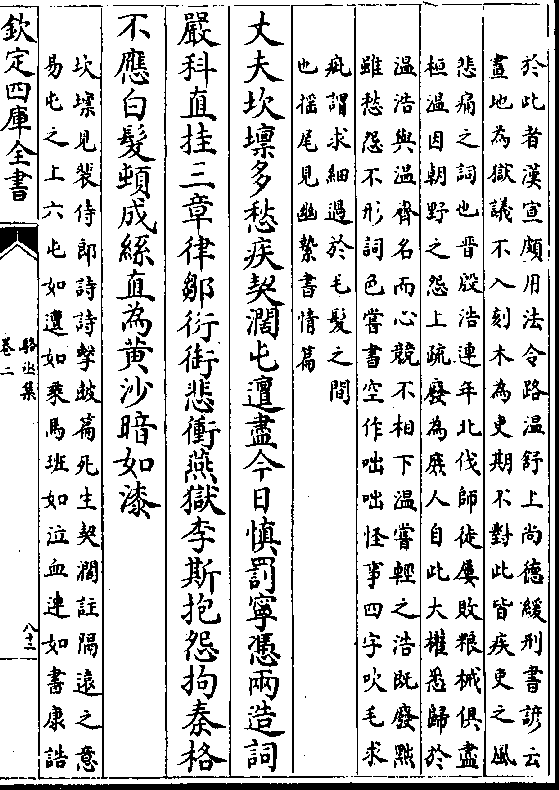 於此者漢宣頗用法令路温舒上尚德緩刑書諺云
畫地為獄議不入刻木為吏期不對此皆疾吏之風
悲痛之詞也晋殷浩連年北伐師徒屢敗粮械俱盡
桓温因朝野之怨上疏廢為庶人自此大權悉歸於
温浩與温齊名而心競不相下温嘗輕之浩既廢黜
雖愁怨不形詞色嘗書空作咄咄怪事四字吹毛求
疵謂求細過於毛髮之間
也揺尾見幽縶書情篇
丈夫坎壈多愁疾契濶屯邅盡今日慎罰寧憑兩造詞
嚴科直挂三章律鄒衍銜悲衝燕獄李斯抱怨拘秦格
不應白髮頓成絲直為黄沙暗如漆
坎壈見裴侍郎詩詩擊皷篇死生契濶註隔遠之意
易屯之上六屯如邅如乘馬班如泣血連如書康誥
欽定四庫全書
駱丞集
卷二
八十二